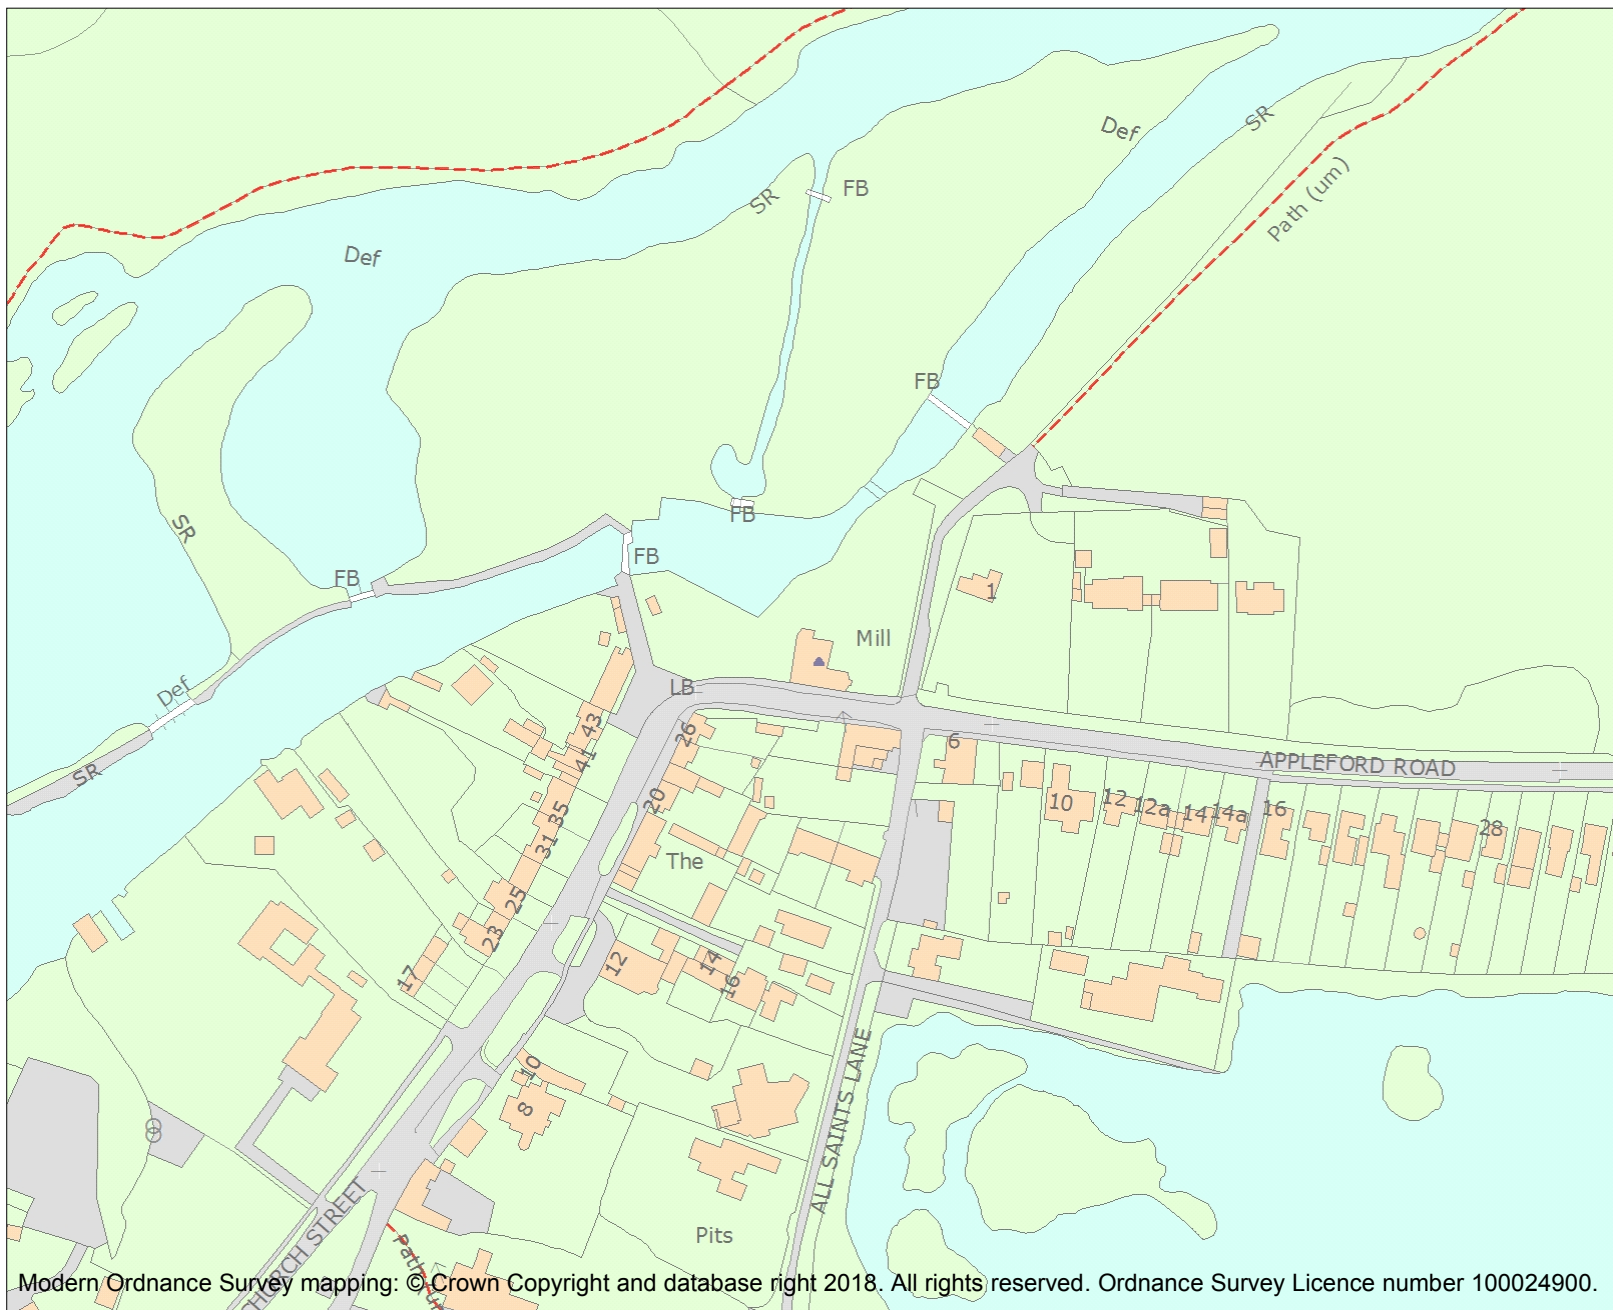 Def
SR
FB
SR
Path (um)
Def
SR
FB
FB
SR
FB
FB
1
Mill
Def
LB
43
26
6
41
APPLEFORD ROAD
SR
20
35
10
12
12a
14
14a
16
28
31
The
25
23
12
14
16
17
10
8
ALL SAINTS LANE
CHURCH STREET
Pits
Path
Modern Ordnance Survey mapping: © Crown Copyright and database right 2018. All rights reserved. Ordnance Survey Licence number 100024900.